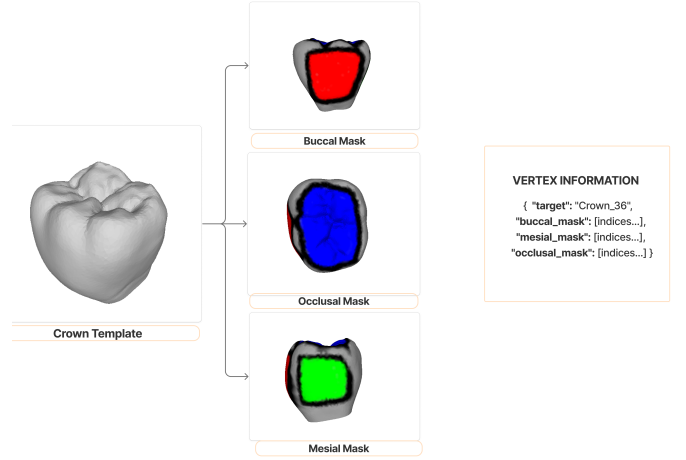 Crown Template
Buccal Mask
Occlusal Mask
Mesial Mask
VERTEX INFORMATION
{ "target": "Crown_36",
"buccal_mask": [indices...],
"mesial_mask": [indices...],
"occlusal_mask": [indices...] }